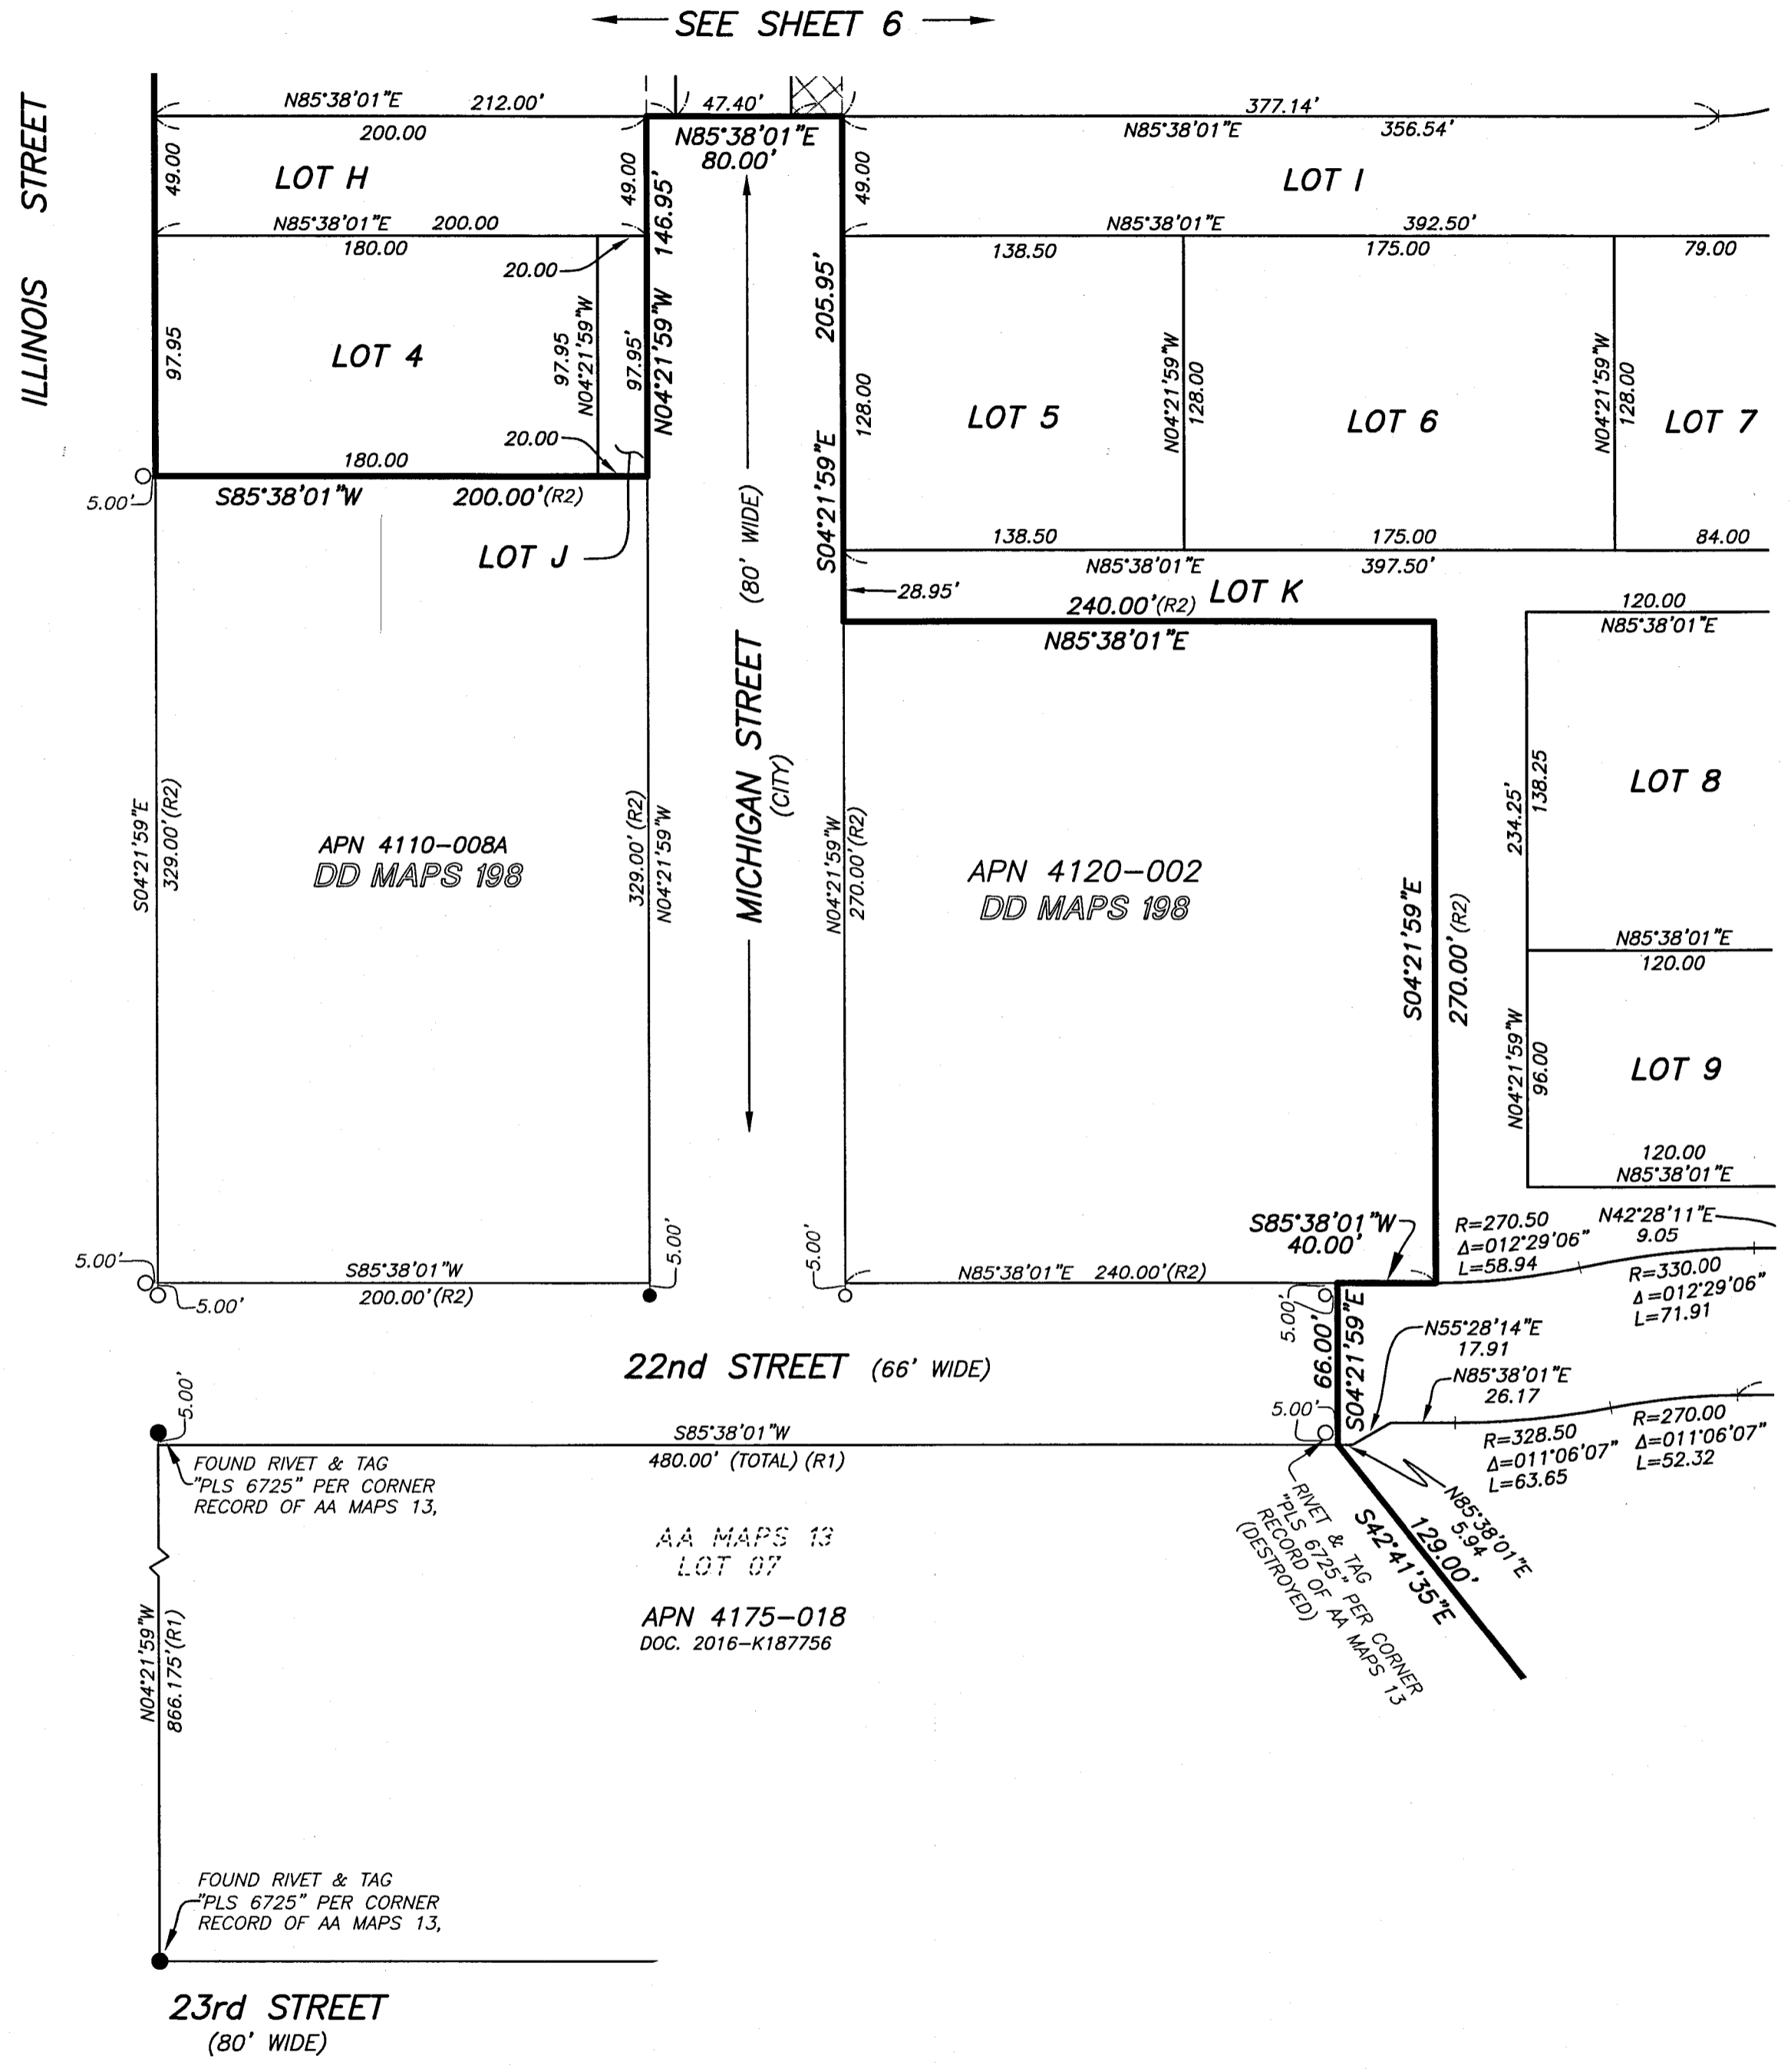 SEE SHEET 6
ILLINOIS STREET
N85°38'01"E 212.00'
200.00
47.40'
N85°38'01"E
80.00'
377.14'
N85°38'01"E 356.54'
49.00
LOT H
49.00
146.95'
N04°21'59"W
49.00
LOT I
N85°38'01"E 200.00
180.00
20.00
N85°38'01"E 392.50'
138.50
175.00
79.00
97.95
LOT 4
97.95
N04°21'59"W
97.95'
205.95'
S04°21'59"E
128.00
LOT 5
N04°21'59"W
128.00
LOT 6
N04°21'59"W
128.00
LOT 7
20.00
180.00
5.00'
S85°38'01"W 200.00'(R2)
LOT J
138.50
175.00
84.00
N85°38'01"E 397.50'
28.95'
LOT K
240.00'(R2)
N85°38'01"E
120.00
N85°38'01"E
MICHIGAN STREET (80' WIDE)
(CITY)
S04°21'59"E
329.00'(R2)
APN 4110-008A
DD MAPS 198
329.00'(R2)
N04°21'59"W
N04°21'59"W
270.00'(R2)
APN 4120-002
DD MAPS 198
S04°21'59"E
270.00'(R2)
234.25'
138.25
LOT 8
N85°38'01"E
120.00
N04°21'59"W
96.00
LOT 9
120.00
N85°38'01"E
S85°38'01"W
40.00'
R=270.50
Δ=012°29'06"
L=58.94
N42°28'11"E
9.05
R=330.00
Δ=012°29'06"
L=71.91
5.00'
S85°38'01"W
200.00'(R2)
5.00'
5.00'
5.00'
N85°38'01"E 240.00'(R2)
5.00'
66.00'
S04°21'59"E
N55°28'14"E
17.91
N85°38'01"E
26.17
22nd STREET (66' WIDE)
5.00'
5.00'
S85°38'01"W
480.00' (TOTAL) (R1)
R=328.50
Δ=011°06'07"
L=63.65
R=270.00
Δ=011°06'07"
L=52.32
FOUND RIVET & TAG
"PLS 6725" PER CORNER
RECORD OF AA MAPS 13,
N85°38'01"E
5.94
129.00'
S42°41'35"E
RIVET & TAG
"PLS 6725" PER CORNER
RECORD OF AA MAPS 13
(DESTROYED)
AA MAPS 13
LOT 07
APN 4175-018
DOC. 2016-K187756
N04°21'59"W
866.175'(R1)
FOUND RIVET & TAG
"PLS 6725" PER CORNER
RECORD OF AA MAPS 13,
23rd STREET
(80' WIDE)